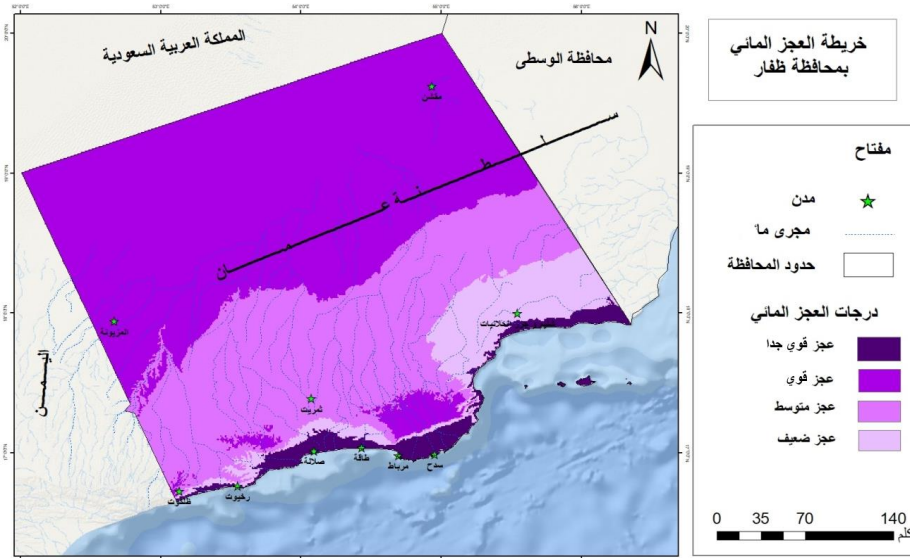 خريطة العجز المائي
بمحافظة ظفار
مفتاح
مدن
مجرى ما
حدود المحافظة
درجات العجز المائي
عجز قوي جدا
عجز قوي
عجز متوسط
عجز ضعيف
0 35 70 140
كلم
المملكة العربية السعودية
محافظة الوسطى
N
سلطنة عمان
اليمن
مقشن
المزيونة
ثمريت
صلالة
طاقة
مرباط
سدح
رخيوت
ضلكوت